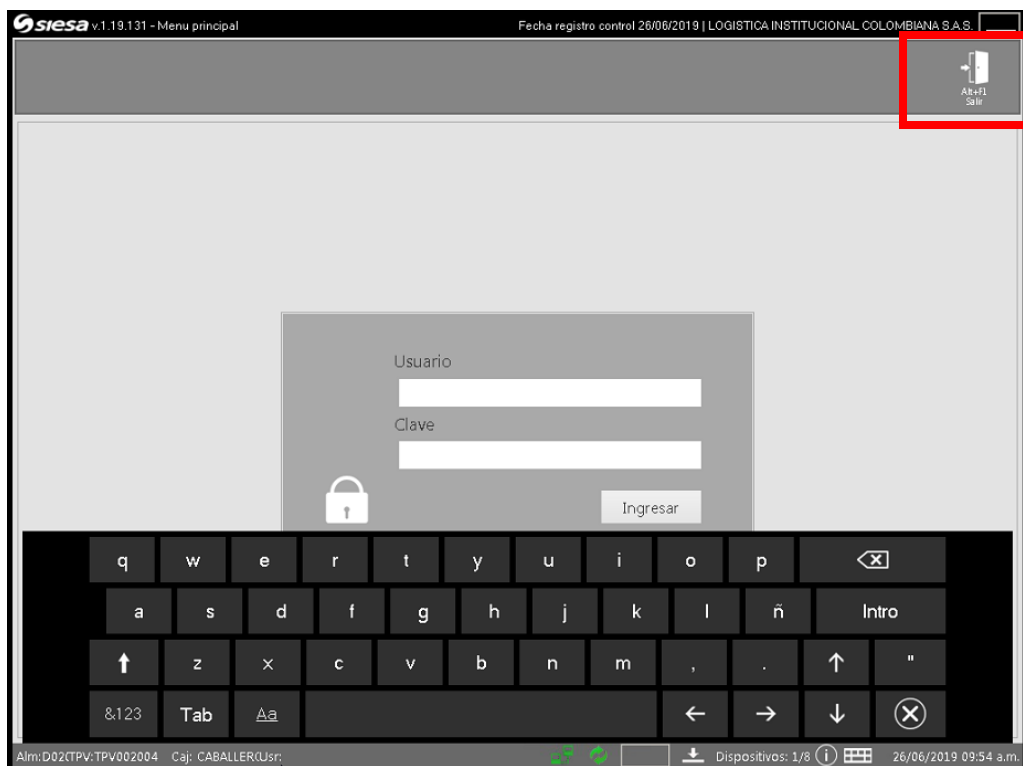 siesa v.1.19.131 - Menu principal Fecha registro control 26/06/2019 | LOGISTICA INSTITUCIONAL COLOMBIANA S.A.S.
Alt+F1
Salir
Usuario
Clave
Ingresar
q w e r t y u i o p
a s d f g h j k l ñ Intro
z x c v b n m , . "
&123 Tab Aa
Alm:D02(TPV:TPV002004 Caj: CABALLER(Usr: Dispositivos: 1/8 26/06/2019 09:54 a.m.